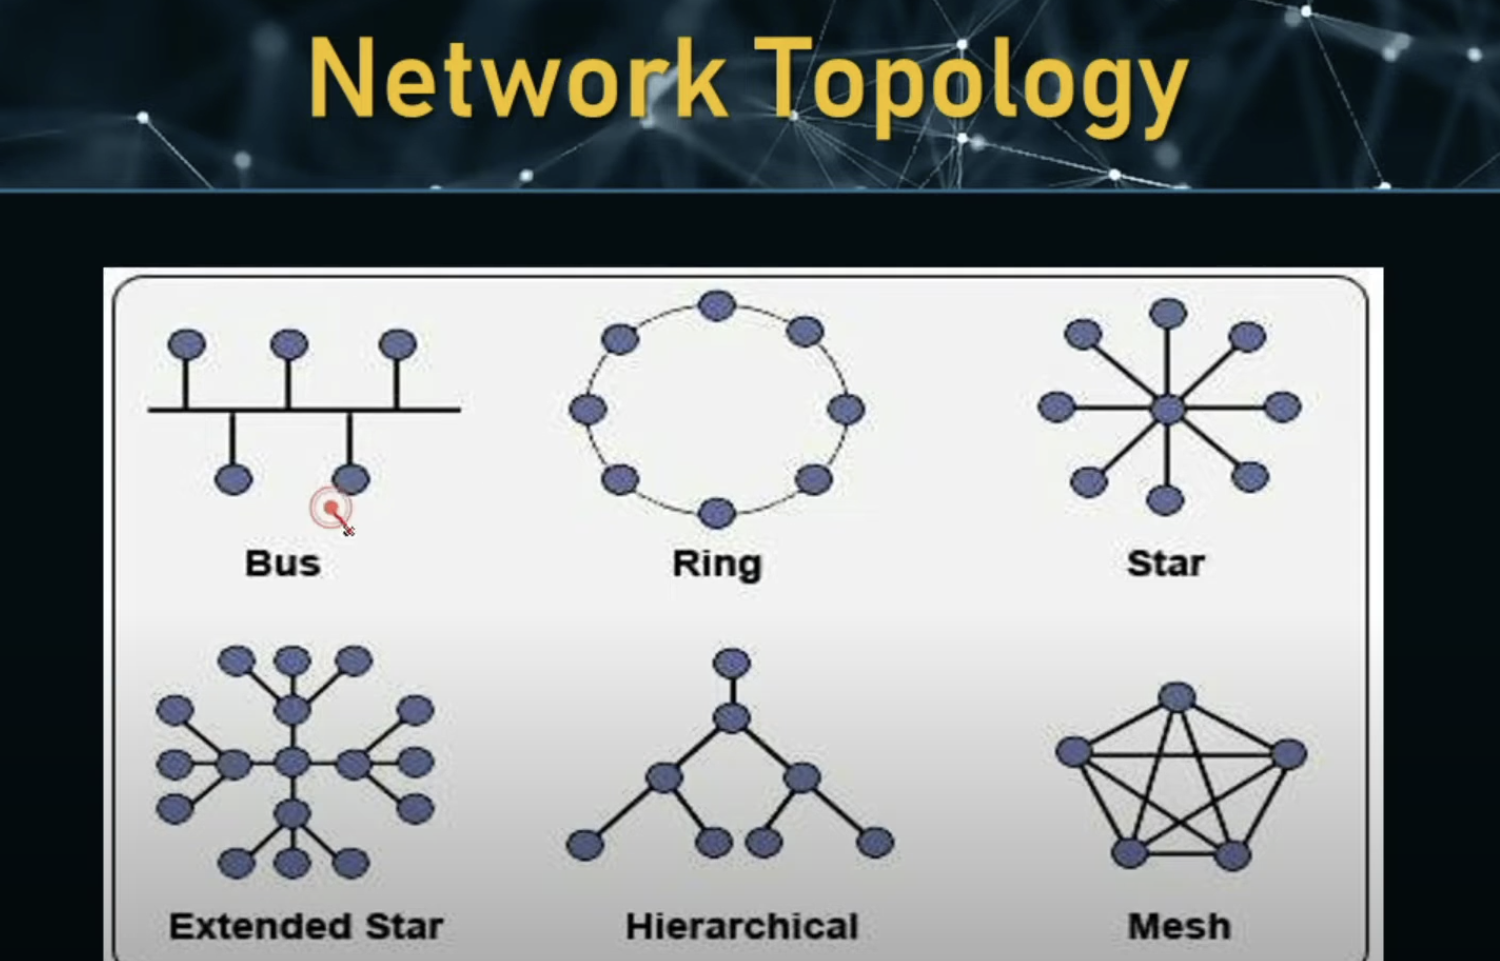 Network Topology
Bus
Ring
Star
Extended Star
Hierarchical
Mesh